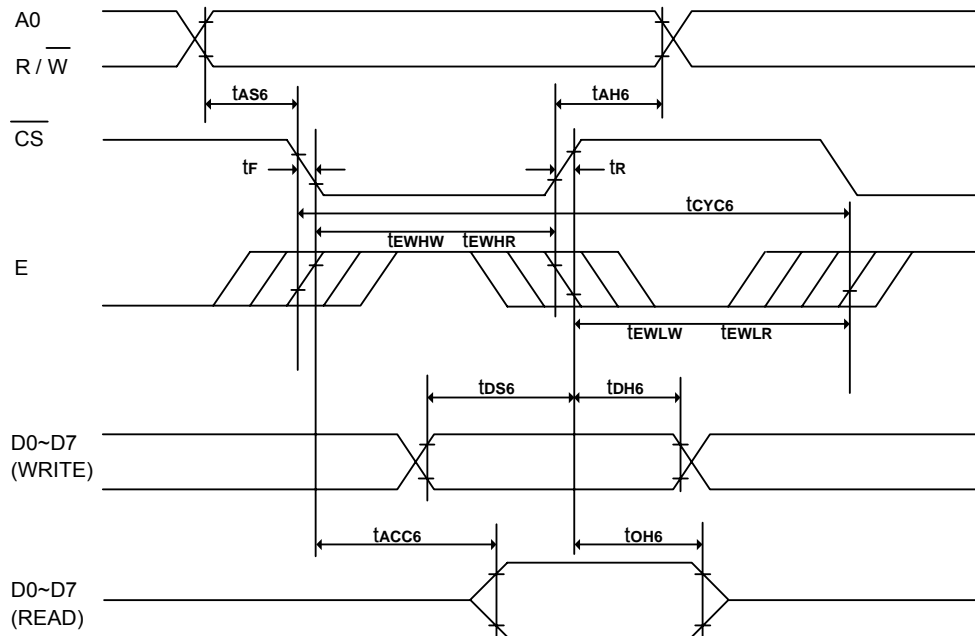 A0
R / W
tAS6 tAH6
CS
tF tR
tCYC6
tEWHW tEWHR
E
tEWLW tEWLR
tDS6 tDH6
D0~D7
(WRITE)
tACC6 tOH6
D0~D7
(READ)